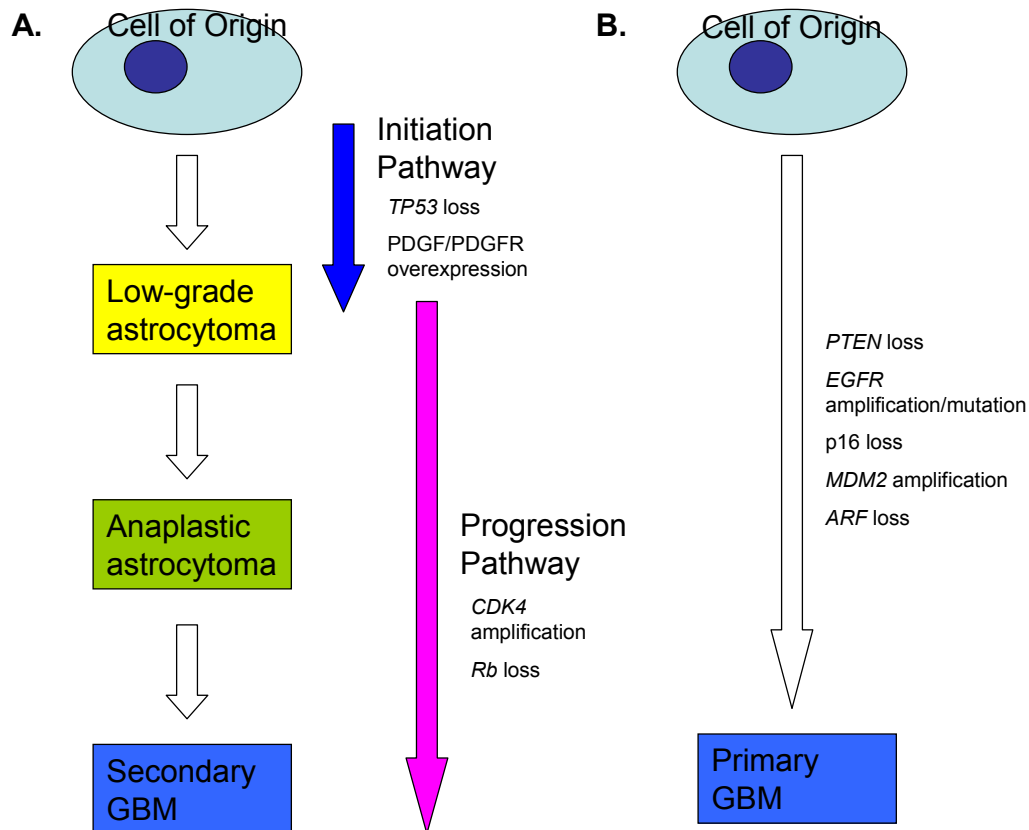 A.
Cell of Origin
Initiation
Pathway
TP53 loss
PDGF/PDGFR
overexpression
Low-grade
astrocytoma
Anaplastic
astrocytoma
Progression
Pathway
CDK4
amplification
Rb loss
Secondary
GBM
B.
Cell of Origin
PTEN loss
EGFR
amplification/mutation
p16 loss
MDM2 amplification
ARF loss
Primary
GBM